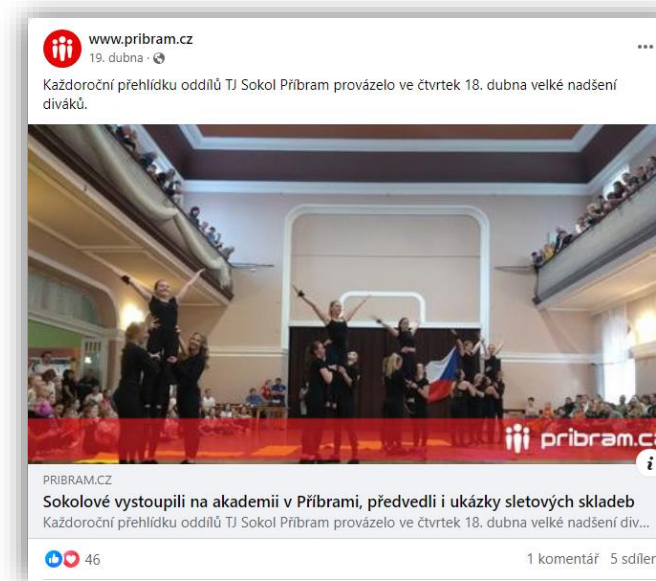 www.pribram.cz
19. dubna ·
Každoroční přehlídku oddílů TJ Sokol Příbram provázelo ve čtvrtek 18. dubna velké nadšení
diváků.
pribram.c
i
PRIBRAM.CZ
Sokolové vystoupili na akademii v Příbrami, předvedli i ukázky sletových skladeb
Každoroční přehlídku oddílů TJ Sokol Příbram provázelo ve čtvrtek 18. dubna velké nadšení div...
46
1 komentář 5 sdílen